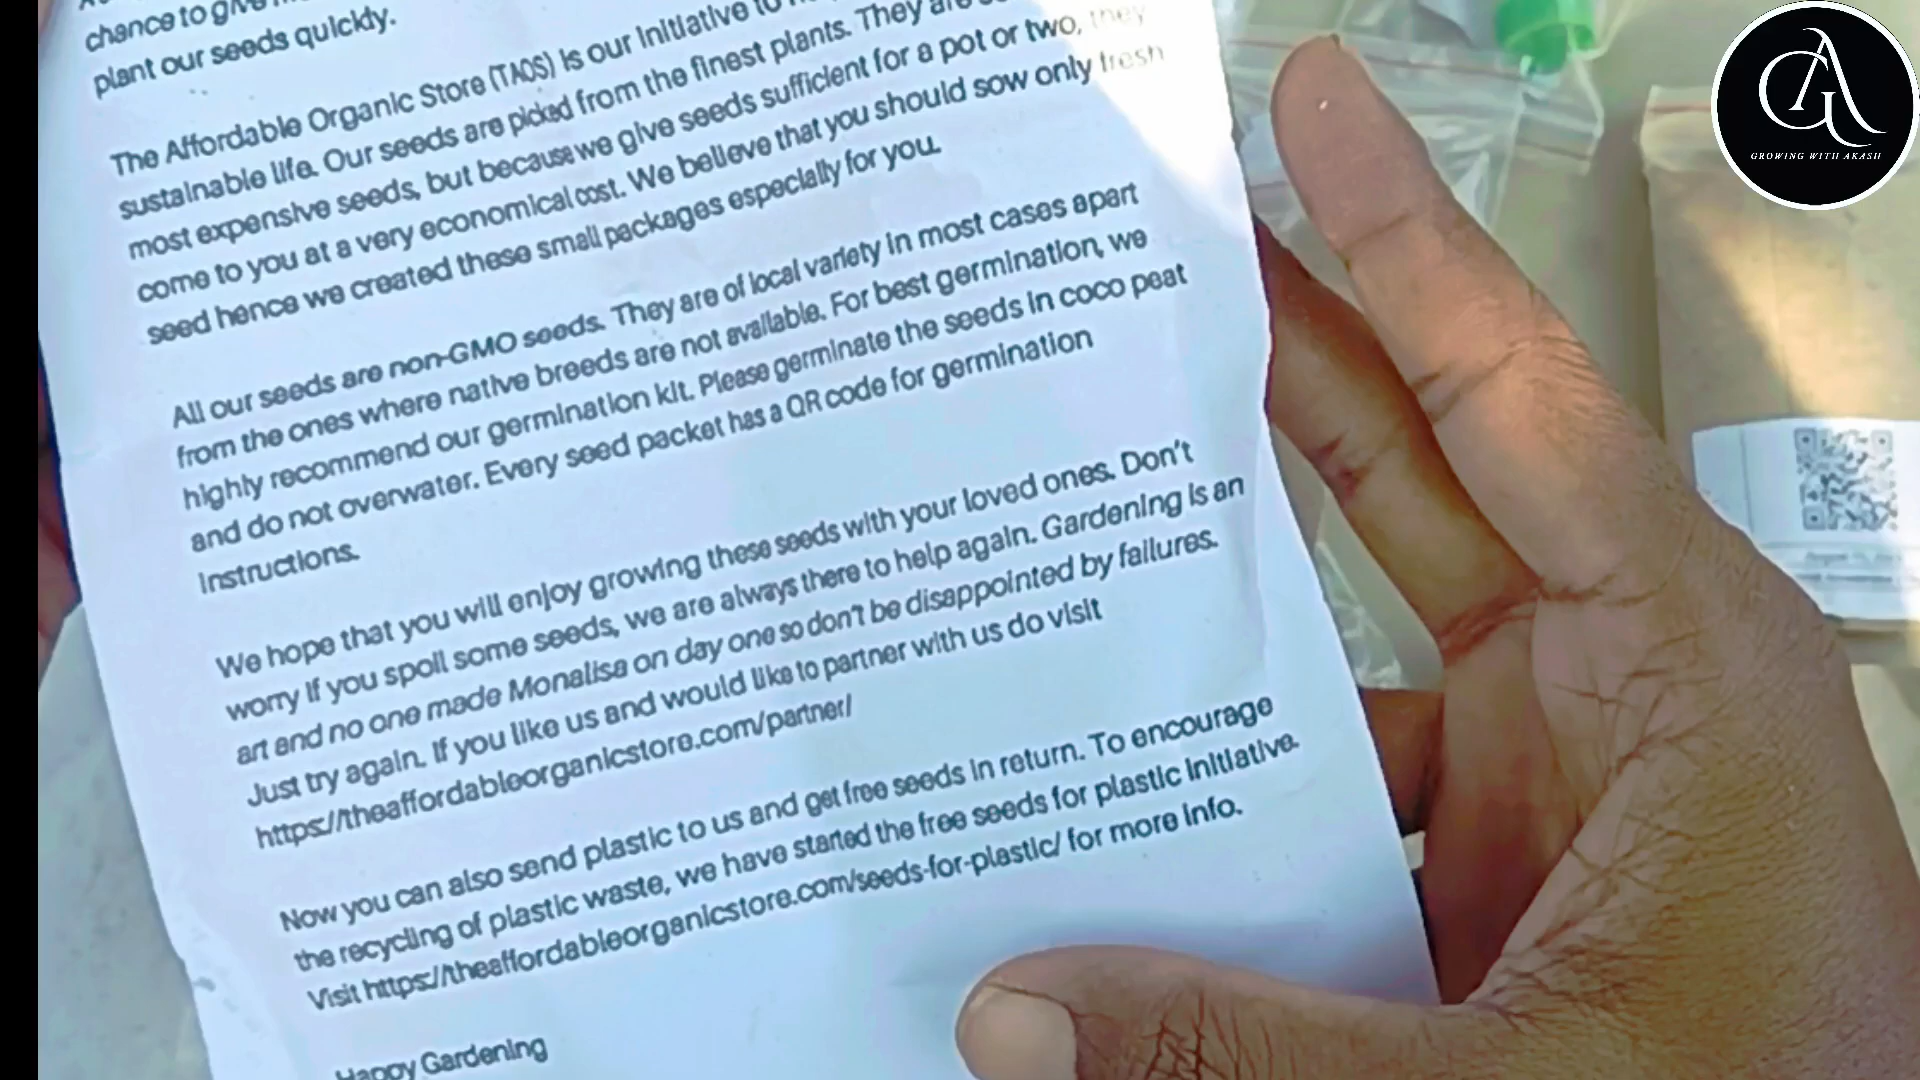 chance to give
plant our seeds quickly.
The Affordable Organic Store (TAOS) is our initiative to
sustainable life. Our seeds are picked from the finest plants. They are
most expensive seeds, but because we give seeds sufficient for a pot or two, they
come to you at a very economical cost. We believe that you should sow only fresh
seed hence we created these small packages especially for you.
All our seeds are non-GMO seeds. They are of local variety in most cases apart
from the ones where native breeds are not available. For best germination, we
highly recommend our germination kit. Please germinate the seeds in coco peat
and do not overwater. Every seed packet has a QR code for germination
instructions.
We hope that you will enjoy growing these seeds with your loved ones. Don't
worry if you spoil some seeds, we are always there to help again. Gardening is an
art and no one made Monalisa on day one so don't be disappointed by failures.
Just try again. If you like us and would like to partner with us do visit
https://theaffordableorganicstore.com/partner/
Now you can also send plastic to us and get free seeds in return. To encourage
the recycling of plastic waste, we have started the free seeds for plastic initiative.
Visit https://theaffordableorganicstore.com/seeds-for-plastic/ for more info.
Happy Gardening
GROWING WITH AKASH